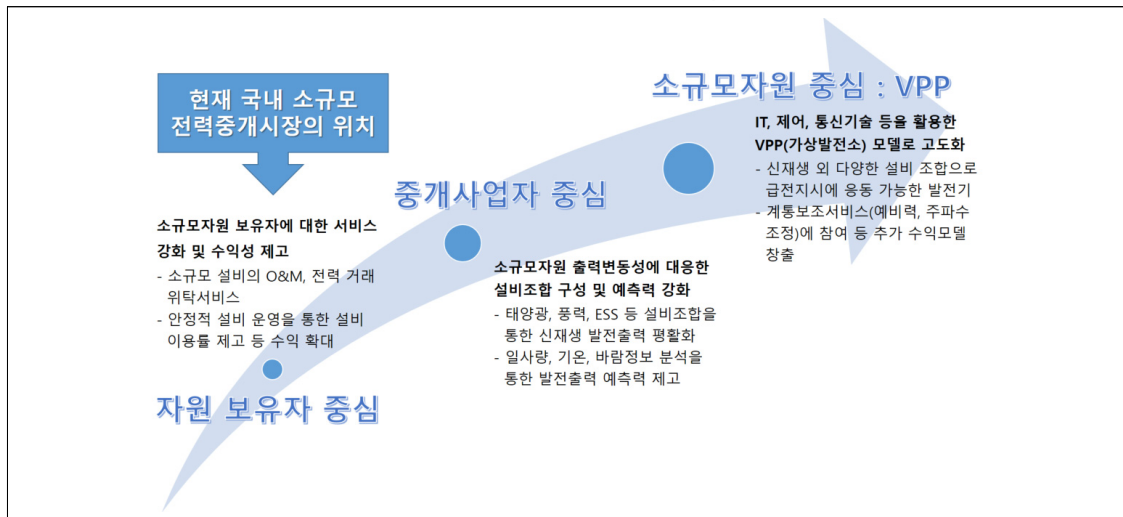 현재 국내 소규모
전력중개시장의 위치
소규모자원 보유자에 대한 서비스
강화 및 수익성 제고
- 소규모 설비의 O&M, 전력 거래
위탁서비스
- 안정적 설비 운영을 통한 설비
이용률 제고 등 수익 확대
자원 보유자 중심
중개사업자 중심
소규모자원 출력변동성에 대응한
설비조합 구성 및 예측력 강화
- 태양광, 풍력, ESS 등 설비조합을
통한 신재생 발전출력 평활화
- 일사량, 기온, 바람정보 분석을
통한 발전출력 예측력 제고
소규모자원 중심 : VPP
IT, 제어, 통신기술 등을 활용한
VPP(가상발전소) 모델로 고도화
- 신재생 외 다양한 설비 조합으로
급전지시에 응동 가능한 발전기
- 계통보조서비스(예비력, 주파수
조정)에 참여 등 추가 수익모델
창출